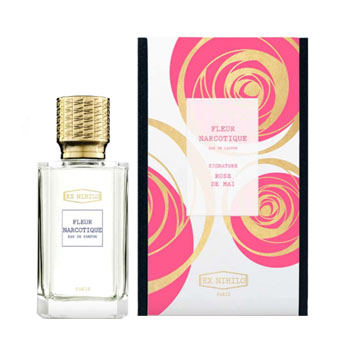 EX NIHILO
FLEUR
NARCOTIQUE
EAU DE PARFUM
PARIS
FLEUR
NARCOTIQUE
EAU DE PARFUM
SIGNATURE
ROSE
DE MAI
EX NIHILO
PARIS